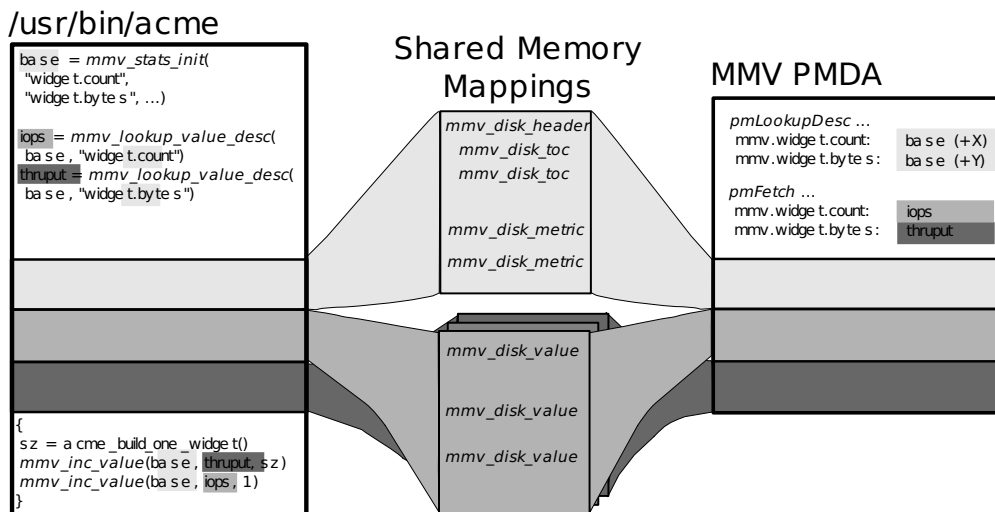 /usr/bin/acme
base = mmv_stats_init(
"widget.count",
"widget.bytes", ...)
iops = mmv_lookup_value_desc(
base, "widget.count")
thruput = mmv_lookup_value_desc(
base, "widget.bytes")
{
sz = acme_build_one_widget()
mmv_inc_value(base, thruput, sz)
mmv_inc_value(base, iops, 1)
}
Shared Memory
Mappings
mmv_disk_header
mmv_disk_toc
mmv_disk_toc
mmv_disk_metric
mmv_disk_metric
mmv_disk_value
mmv_disk_value
mmv_disk_value
MMV PMDA
pmLookupDesc ...
mmv.widget.count: base (+X)
mmv.widget.bytes: base (+Y)
pmFetch ...
mmv.widget.count: iops
mmv.widget.bytes: thruput